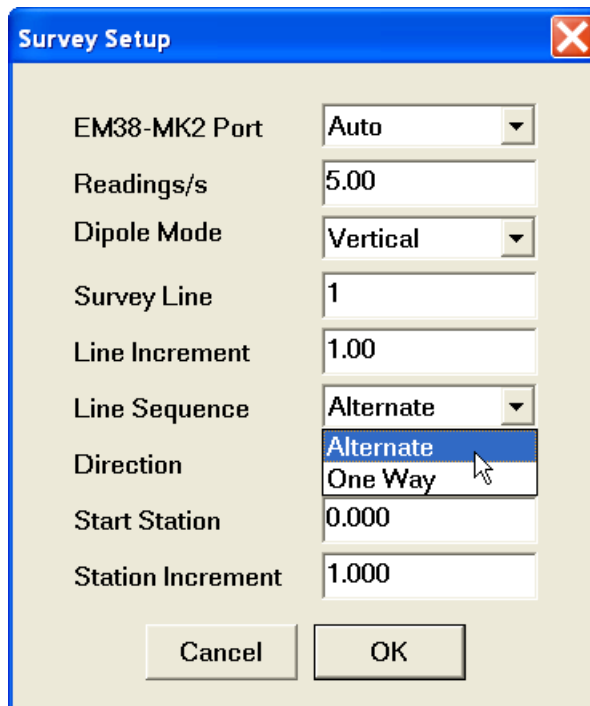 Survey Setup
EM38-MK2 Port Auto
Readings/s 5.00
Dipole Mode Vertical
Survey Line 1
Line Increment 1.00
Line Sequence Alternate
Alternate
Direction
One Way
Start Station 0.000
Station Increment 1.000
Cancel OK